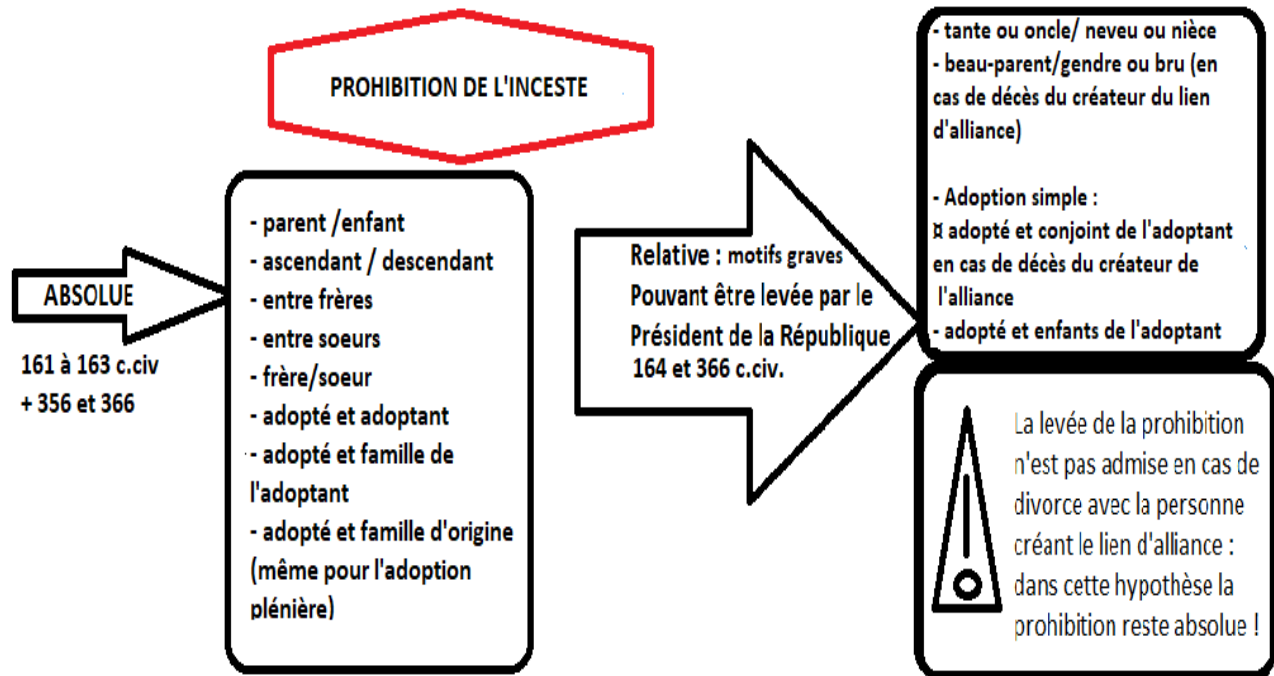 PROHIBITION DE L'INCESTE
ABSOLUE
161 à 163 c.civ
+ 356 et 366
- parent /enfant
- ascendant / descendant
- entre frères
- entre soeurs
- frère/soeur
- adopté et adoptant
- adopté et famille de
l'adoptant
- adopté et famille d'origine
(même pour l'adoption
plénière)
Relative : motifs graves
Pouvant être levée par le
Président de la République
164 et 366 c.civ.
- tante ou oncle/ neveu ou nièce
- beau-parent/gendre ou bru (en
cas de décès du créateur du lien
d'alliance)
- Adoption simple :
¤ adopté et conjoint de l'adoptant
en cas de décès du créateur de
l'alliance
- adopté et enfants de l'adoptant
La levée de la prohibition
n'est pas admise en cas de
divorce avec la personne
créant le lien d'alliance :
dans cette hypothèse la
prohibition reste absolue !